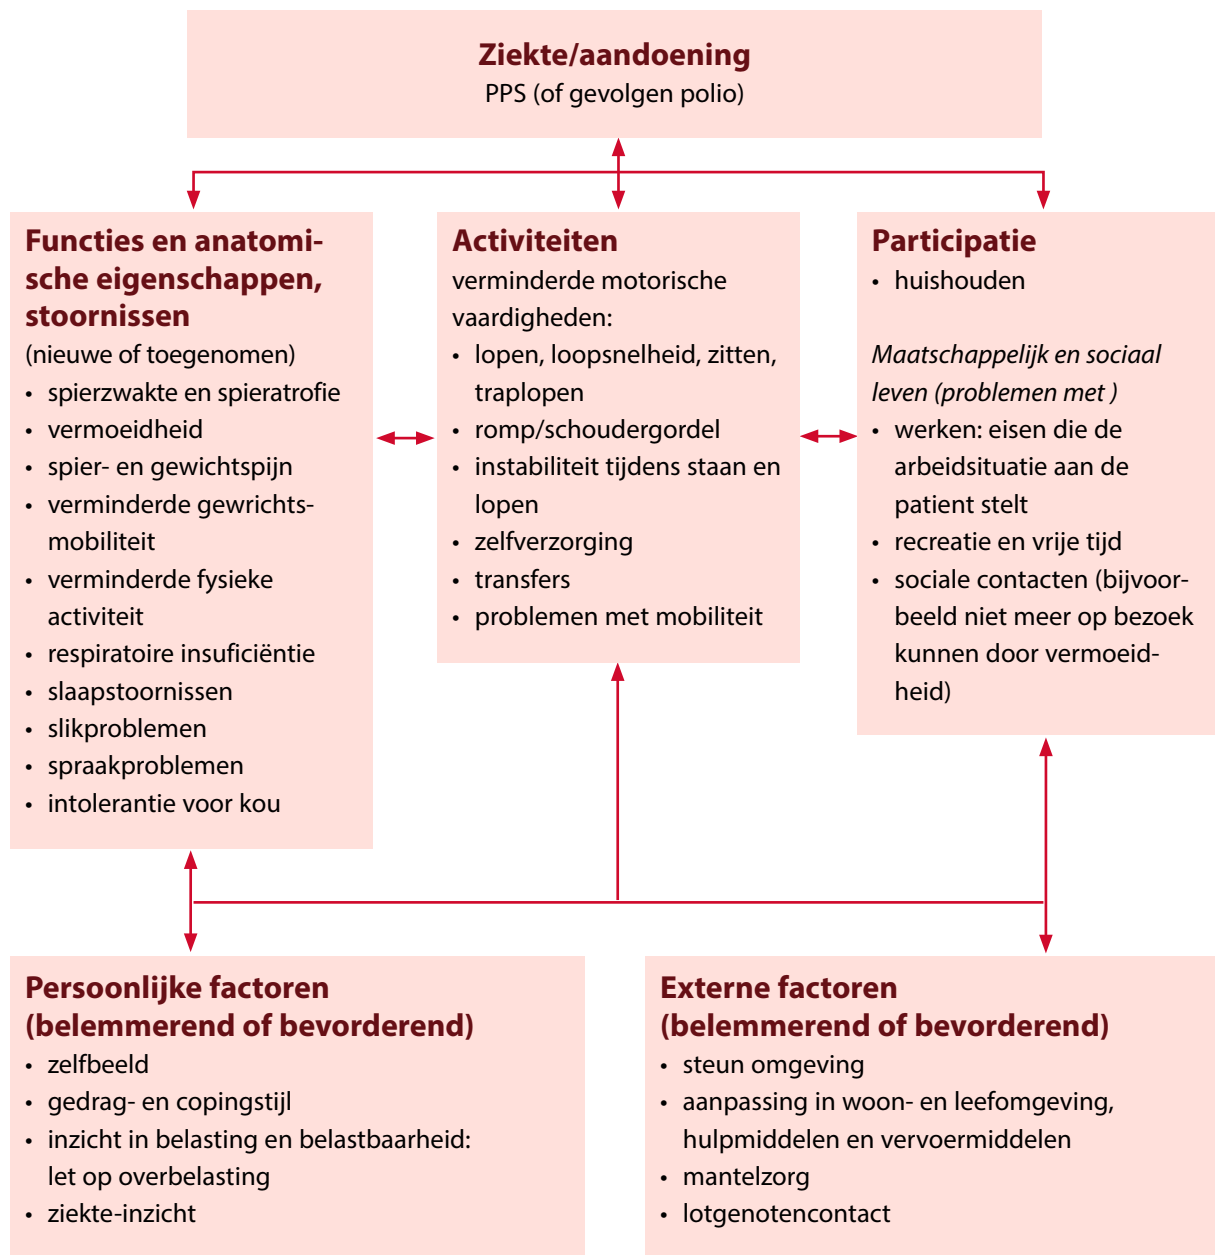 Ziekte/aandoening
PPS (of gevolgen polio)
Functies en anatomi-
sche eigenschappen,
stoornissen
(nieuwe of toegenomen)
• spierzwakte en spieratrofie
• vermoeidheid
• spier- en gewichtspijn
• verminderde gewrichts-
mobiliteit
• verminderde fysieke
activiteit
• respiratoire insuficiëntie
• slaapstoornissen
• slikproblemen
• spraakproblemen
• intolerantie voor kou
Activiteiten
verminderde motorische
vaardigheden:
• lopen, loopsnelheid, zitten,
traplopen
• romp/schoudergordel
• instabiliteit tijdens staan en
lopen
• zelfverzorging
• transfers
• problemen met mobiliteit
Participatie
• huishouden
Maatschappelijk en sociaal
leven (problemen met )
• werken: eisen die de
arbeidsituatie aan de
patient stelt
• recreatie en vrije tijd
• sociale contacten (bijvoor-
beeld niet meer op bezoek
kunnen door vermoeid-
heid)
Persoonlijke factoren
(belemmerend of bevorderend)
• zelfbeeld
• gedrag- en copingstijl
• inzicht in belasting en belastbaarheid:
let op overbelasting
• ziekte-inzicht
Externe factoren
(belemmerend of bevorderend)
• steun omgeving
• aanpassing in woon- en leefomgeving,
hulpmiddelen en vervoermiddelen
• mantelzorg
• lotgenotencontact